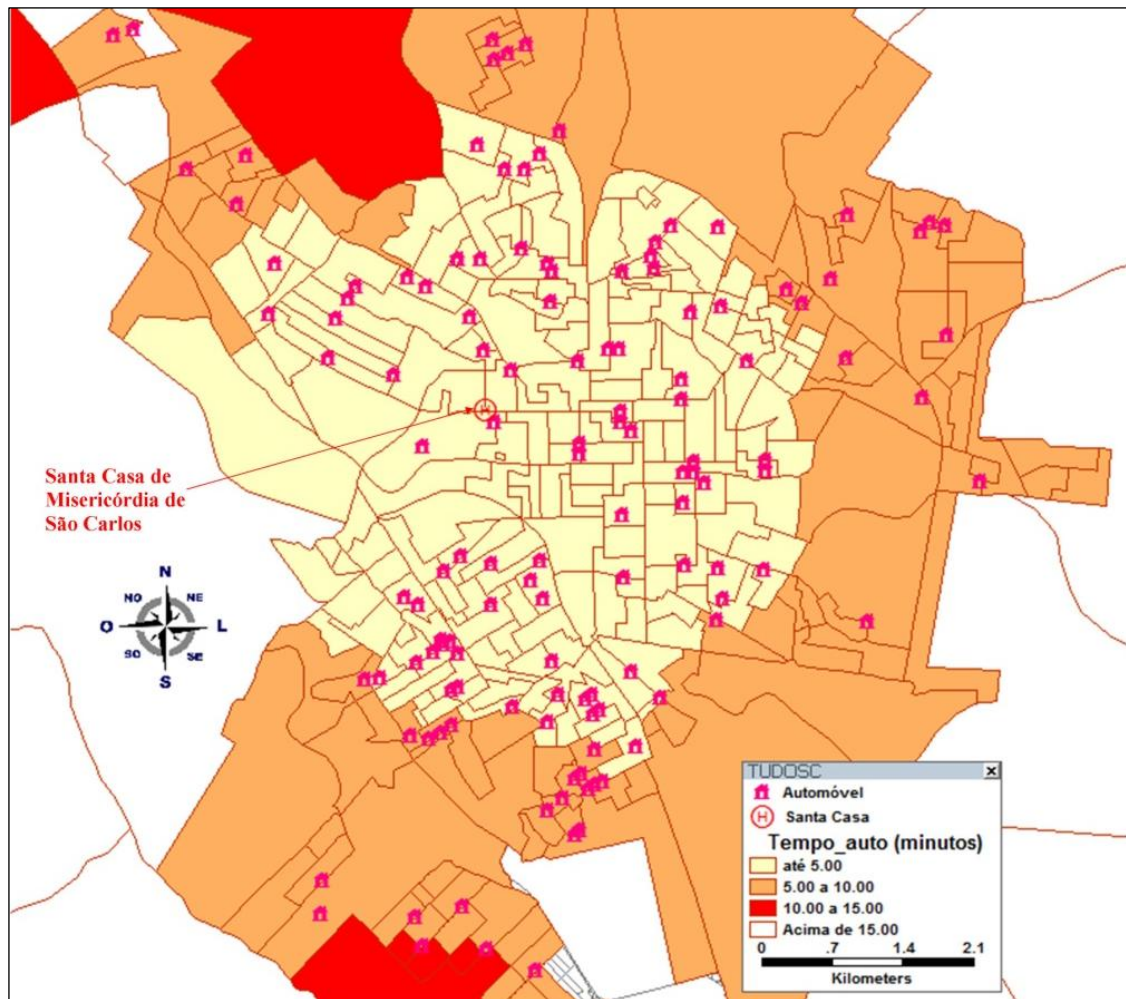 Santa Casa de
Misericórdia de
São Carlos
N
NO
NE
O
L
SO
SE
S
TUDOSC
Automóvel
H Santa Casa
Tempo_auto (minutos)
até 5.00
5.00 a 10.00
10.00 a 15.00
Acima de 15.00
0 .7 1.4 2.1
Kilometers
H